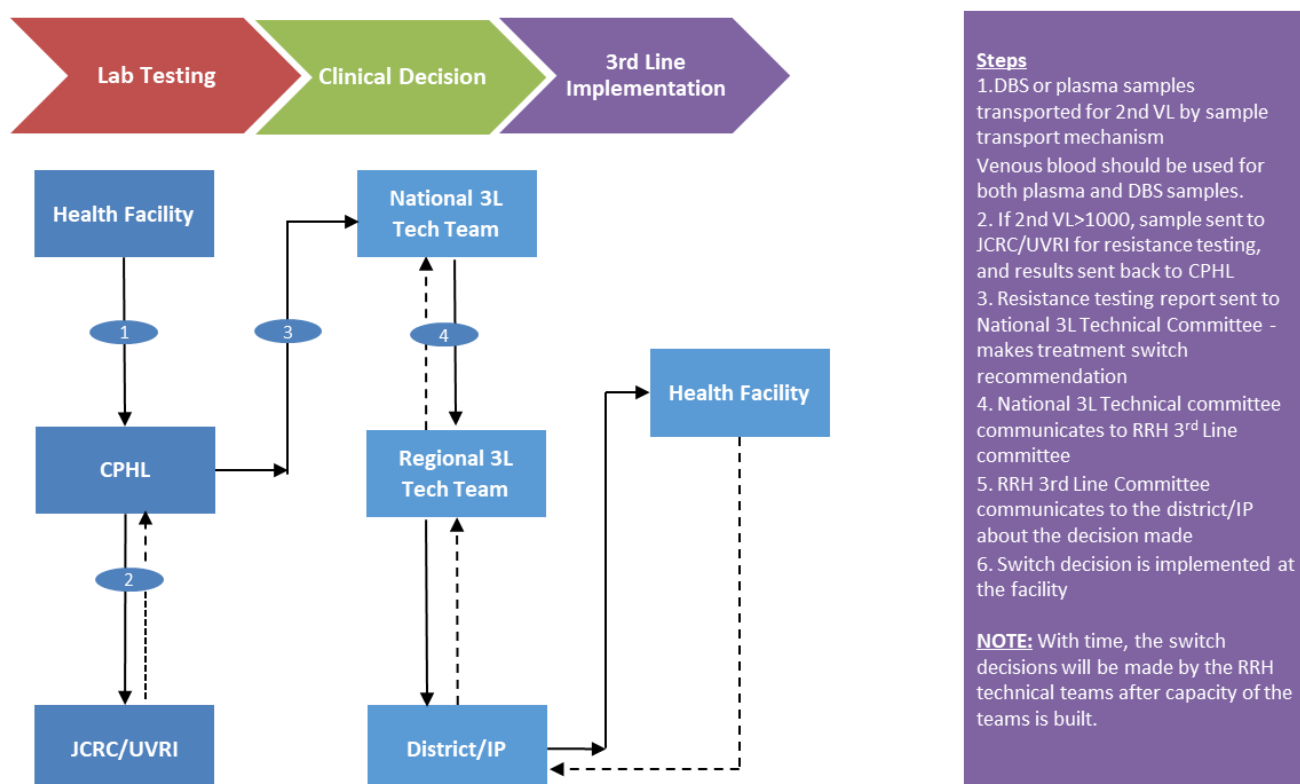 Lab Testing
Clinical Decision
3rd Line
Implementation
Health Facility
National 3L
Tech Team
1
3
4
Health Facility
CPHL
Regional 3L
Tech Team
2
JCRC/UVRI
District/IP
Steps
1.DBS or plasma samples
transported for 2nd VL by sample
transport mechanism
Venous blood should be used for
both plasma and DBS samples.
2. If 2nd VL>1000, sample sent to
JCRC/UVRI for resistance testing,
and results sent back to CPHL
3. Resistance testing report sent to
National 3L Technical Committee -
makes treatment switch
recommendation
4. National 3L Technical committee
communicates to RRH 3rd Line
committee
5. RRH 3rd Line Committee
communicates to the district/IP
about the decision made
6. Switch decision is implemented at
the facility
NOTE: With time, the switch
decisions will be made by the RRH
technical teams after capacity of the
teams is built.